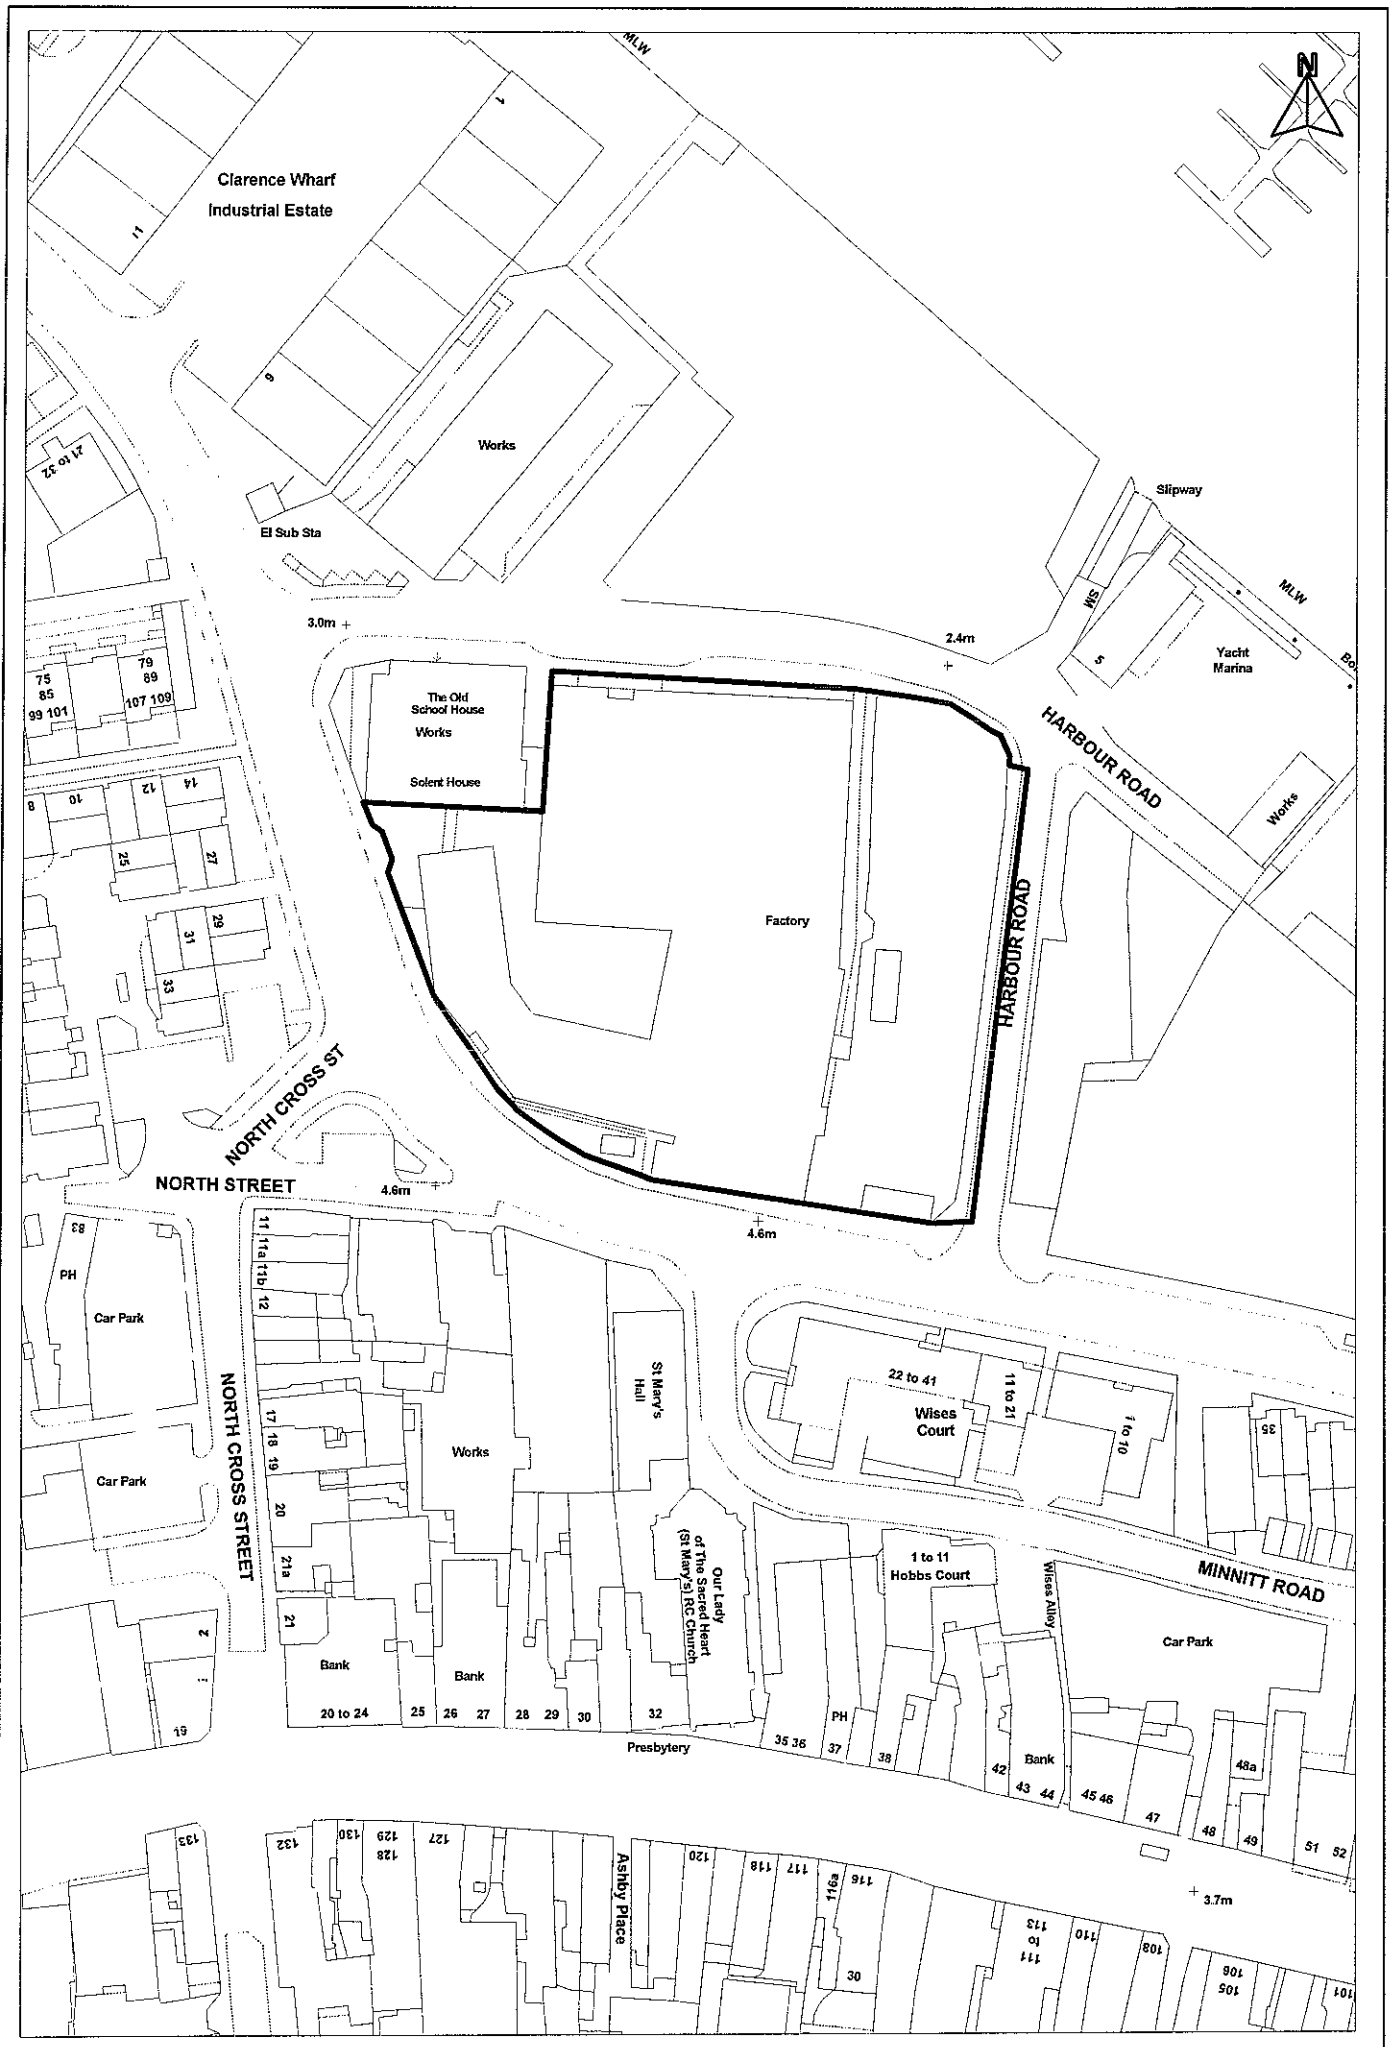 MLW
N
1
Clarence Wharf
Industrial Estate
11
9
Works
21 to 32
El Sub Sta
Slipway
MLW
SM
3.0m
2.4m
5
Yacht
Marina
75
85
99 101
79
89
107 109
The Old
School House
Works
Solent House
HARBOUR ROAD
Works
8
10
12
14
25
27
29
31
33
Factory
HARBOUR ROAD
NORTH CROSS ST
NORTH STREET
4.6m
4.6m
83
PH
Car Park
11
11a
11b
12
St Mary's
Hall
22 to 41
11 to 21
1 to 10
Wises
Court
35
NORTH CROSS STREET
17
18
19
Works
Car Park
20
21a
21
Our Lady
of The Sacred Heart
(St Mary's) RC Church
1 to 11
Hobbs Court
Wises Alley
MINNITT ROAD
Car Park
2
19
Bank
20 to 24
25
Bank
26
27
28
29
30
32
Presbytery
35 36
PH
37
38
42
Bank
43
44
45 46
47
48
48a
49
51
52
133
132
130
129
128
127
Ashby Place
120
118
117
116a
116
30
113
to
111
110
108
3.7m
106
105
101